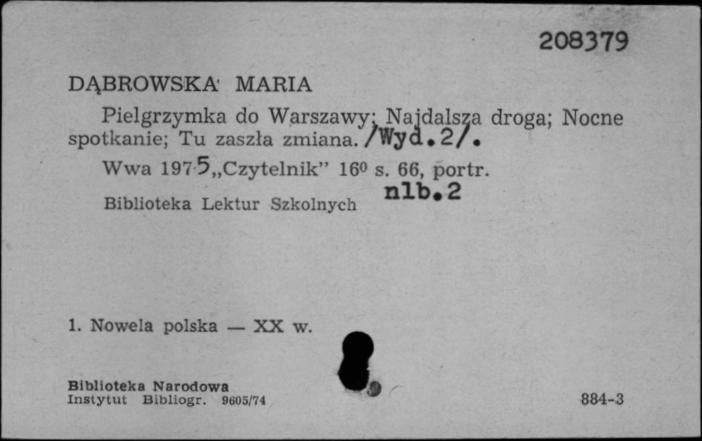 208379
DĄBROWSKA MARIA
Pielgrzymka do Warszawy; Najdalsza droga; Nocne
spotkanie; Tu zaszła zmiana. /Wyd.2/.
Wwa 1975 „Czytelnik” 16⁰ s. 66, portr.
nlb.2
Biblioteka Lektur Szkolnych
1. Nowela polska — XX w.
Biblioteka Narodowa
Instytut Bibliogr. 9605/74
884-3